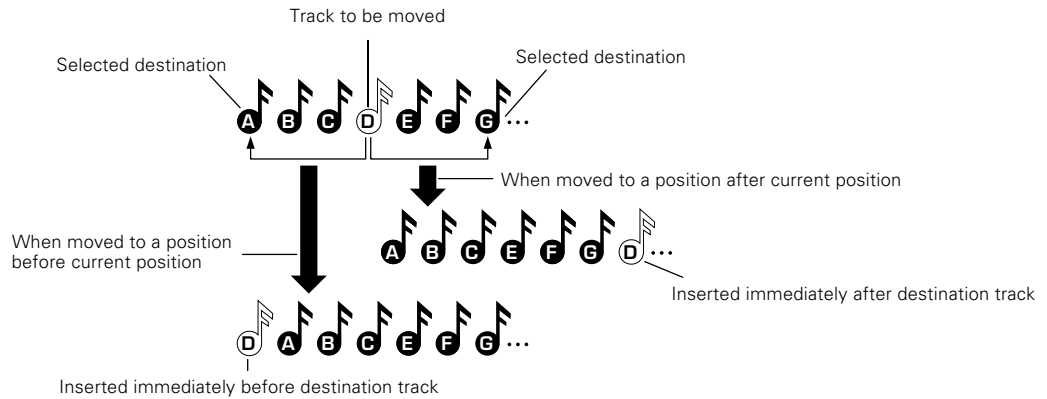 Track to be moved
Selected destination
Selected destination
A B C D E F G ...
When moved to a position after current position
A B C E F G D ...
When moved to a position
before current position
Inserted immediately after destination track
D A B C E F G ...
Inserted immediately before destination track